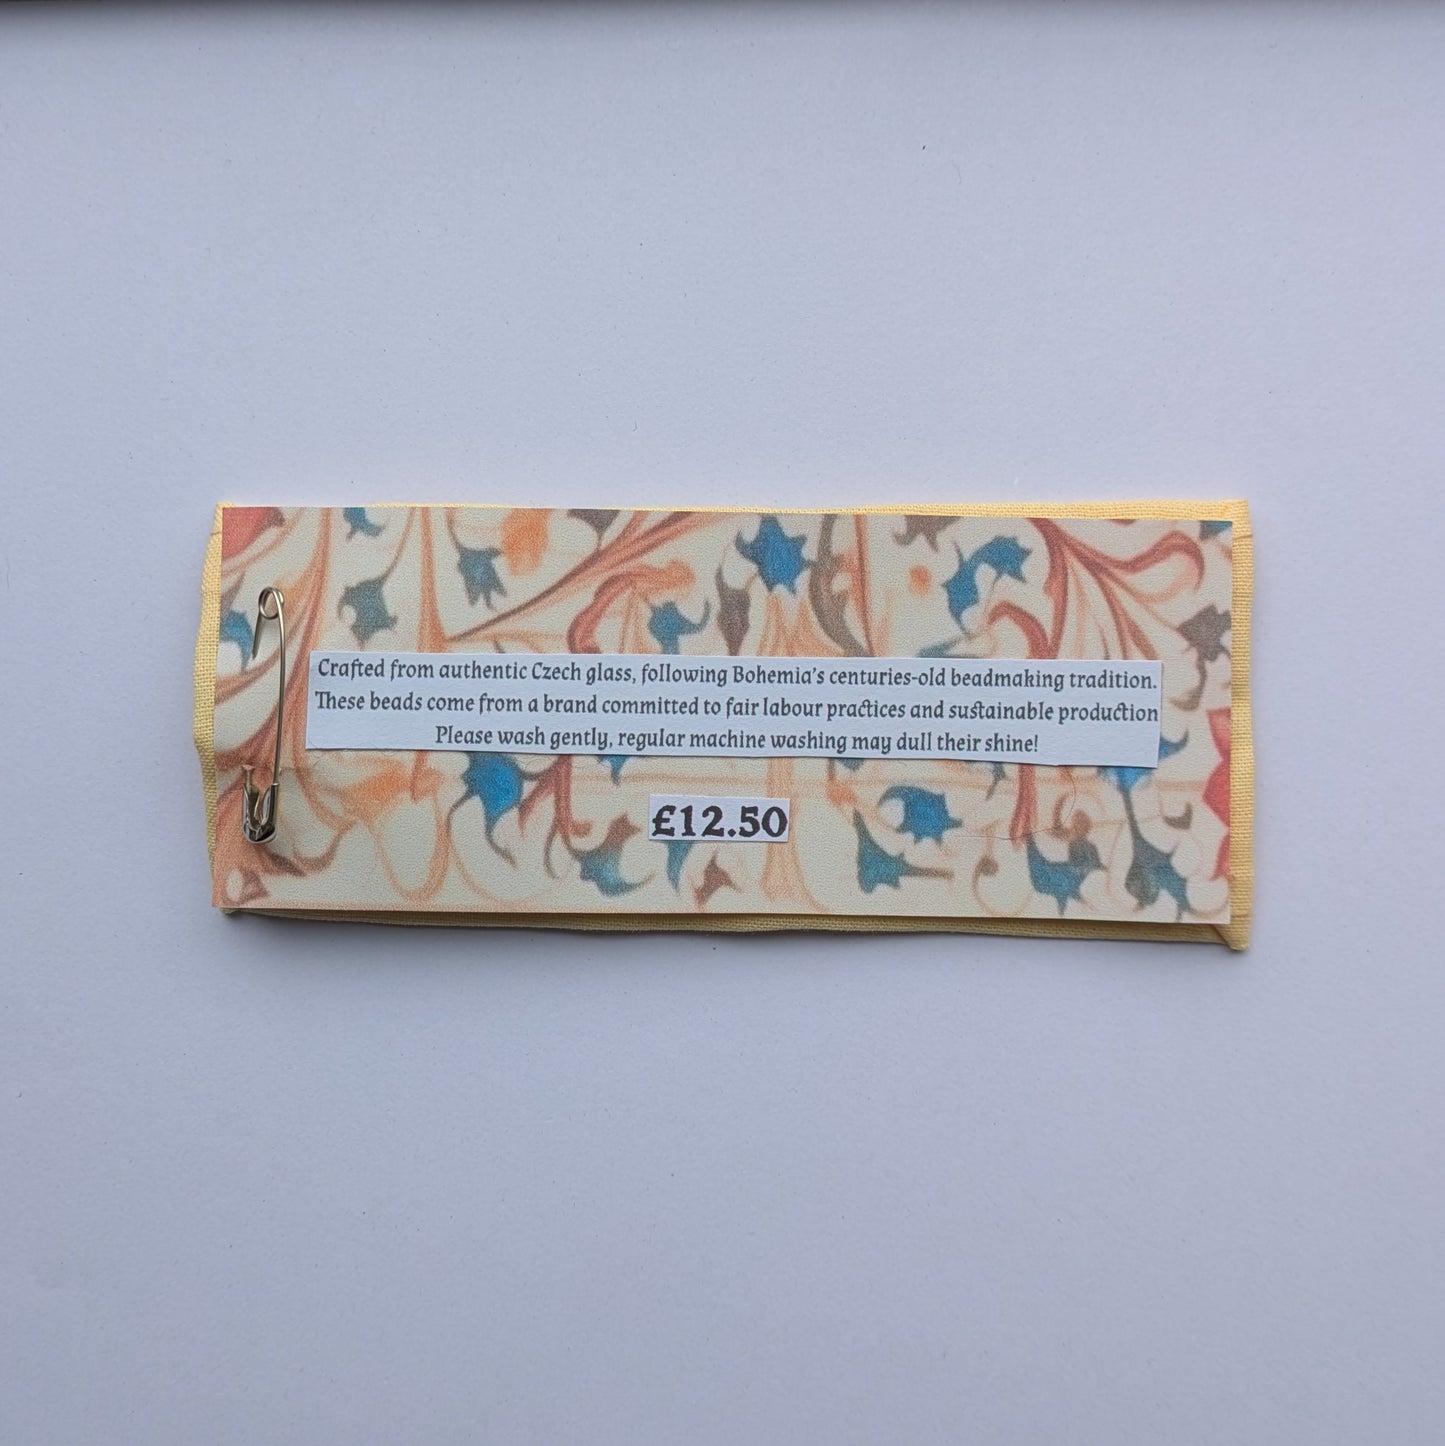 Crafted from authentic Czech glass, following Bohemia's centuries-old beadmaking tradition.
These beads come from a brand committed to fair labour practices and sustainable production
Please wash gently, regular machine washing may dull their shine!
£12.50